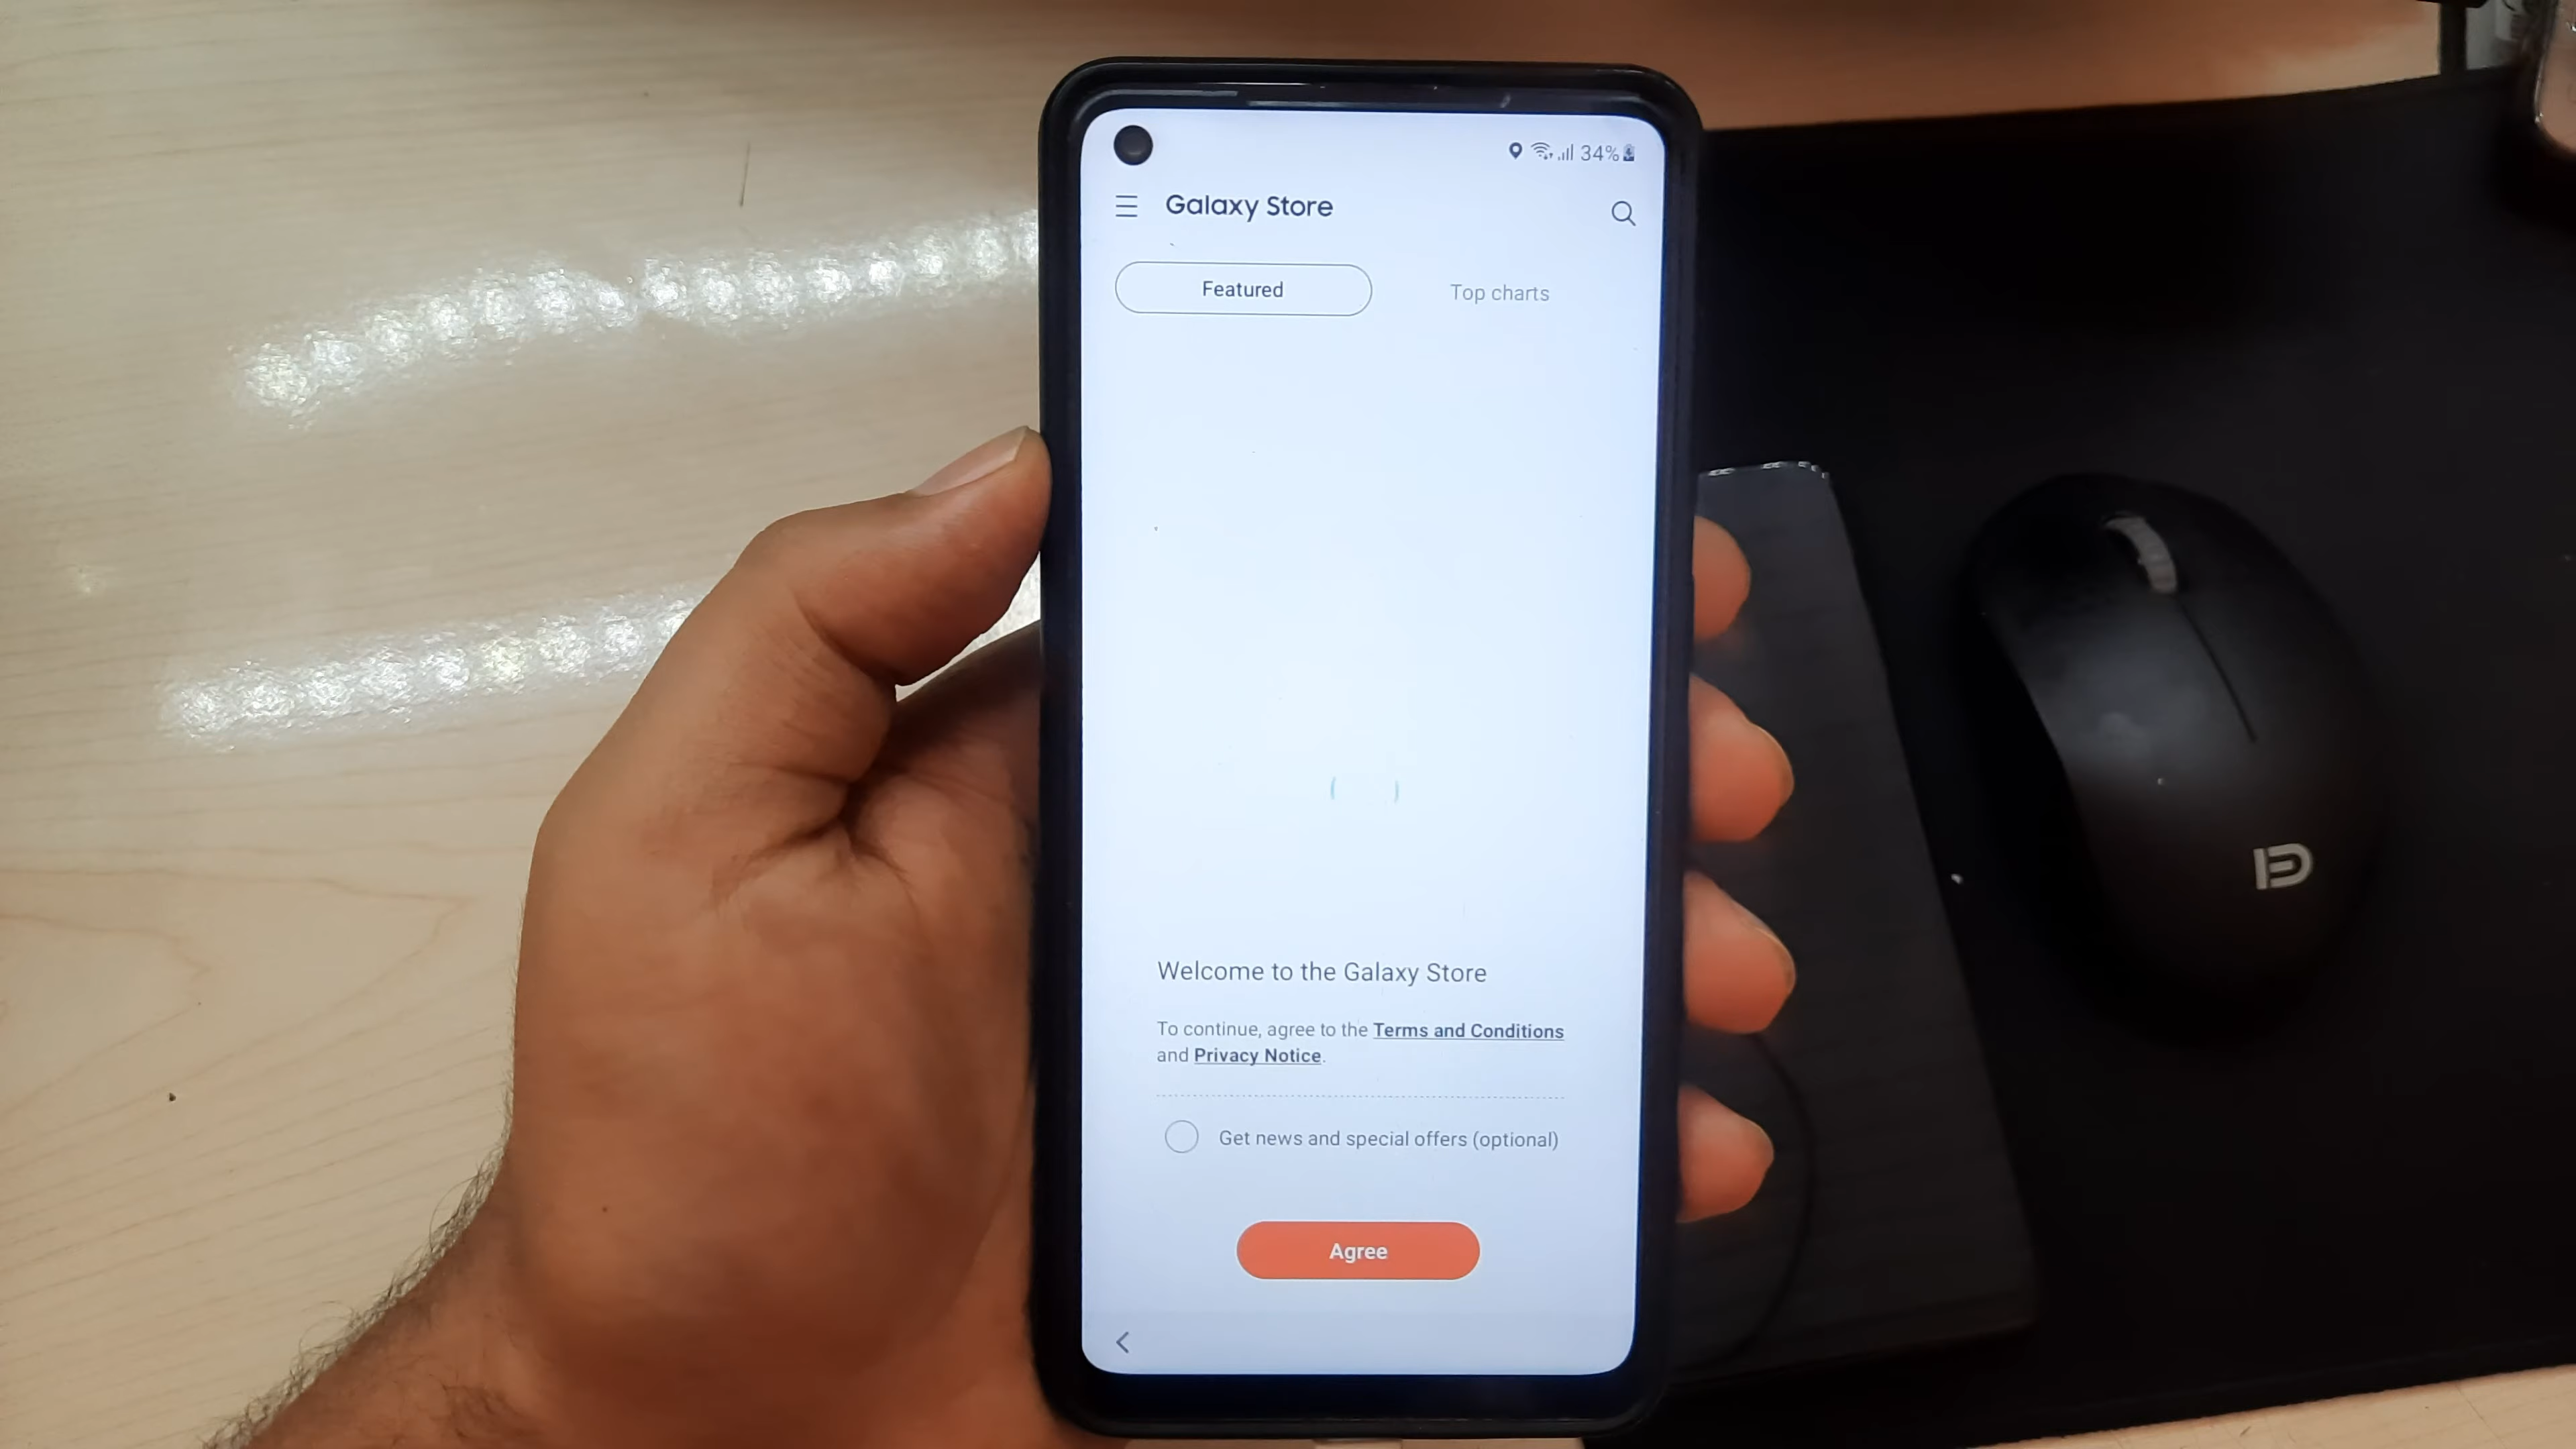 34%
Galaxy Store
Featured
Top charts
Welcome to the Galaxy Store
To continue, agree to the Terms and Conditions
and Privacy Notice.
Get news and special offers (optional)
Agree